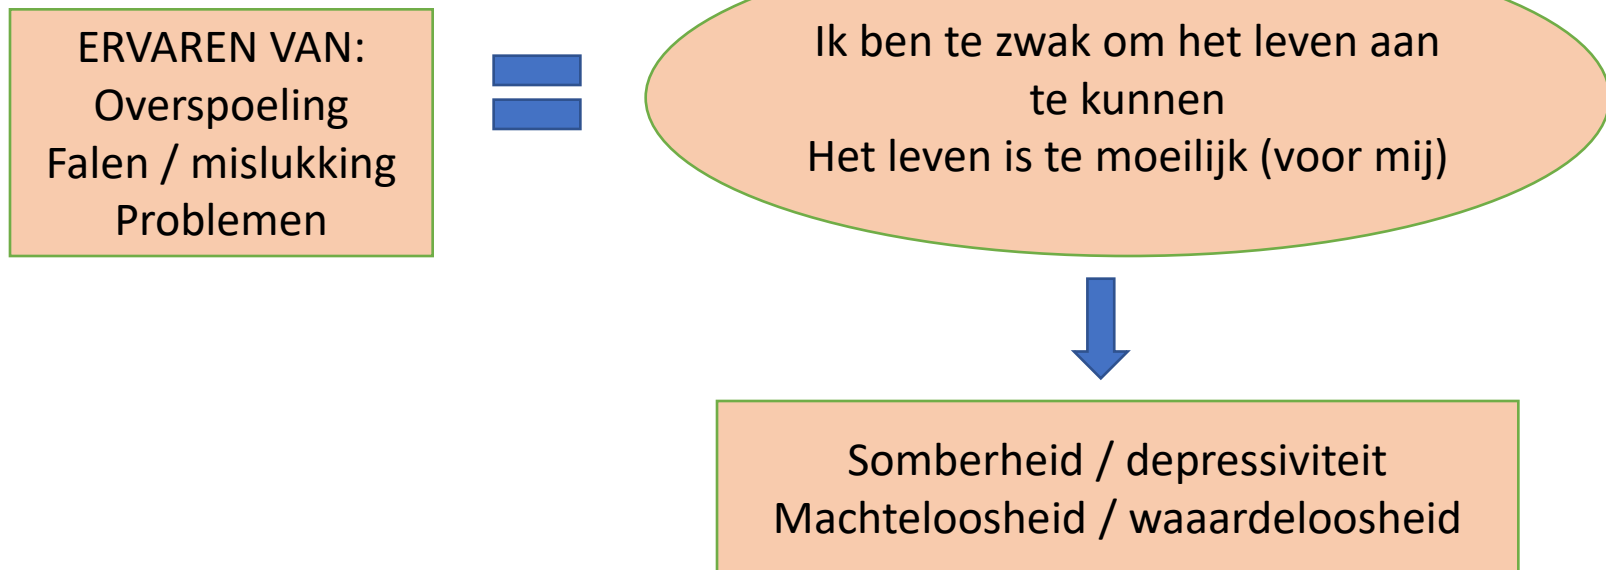 ERVAREN VAN:
Overspoeling
Falen / mislukking
Problemen
Ik ben te zwak om het leven aan
te kunnen
Het leven is te moeilijk (voor mij)
Somberheid / depressiviteit
Machteloosheid / waaardeloosheid